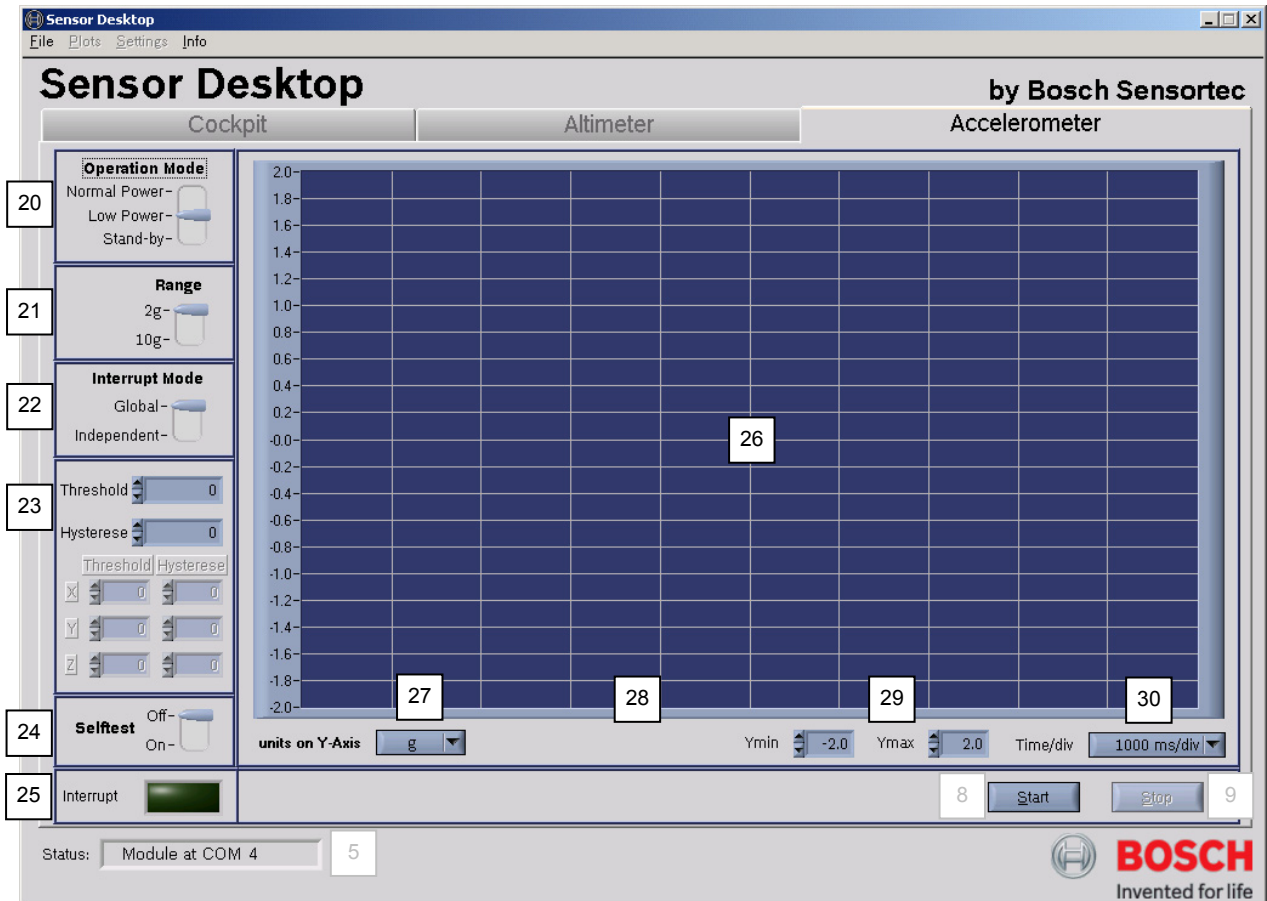 Sensor Desktop
File Plots Settings Info
Sensor Desktop
by Bosch Sensortec
Cockpit Altimeter Accelerometer
20
Operation Mode
Normal Power-
Low Power-
Stand-by-
21
Range
2g-
10g-
22
Interrupt Mode
Global-
Independent-
23
Threshold 0
Hysterese 0
Threshold Hysterese
X 0 0
Y 0 0
Z 0 0
24
Selftest
Off-
On-
25
Interrupt
2.0-
1.8-
1.6-
1.4-
1.2-
1.0-
0.8-
0.6-
0.4-
0.2-
-0.0-
-0.2-
-0.4-
-0.6-
-0.8-
-1.0-
-1.2-
-1.4-
-1.6-
-1.8-
-2.0-
26
27 28 29 30
units on Y-Axis g Ymin -2.0 Ymax 2.0 Time/div 1000 ms/div
8 Start Stop 9
Status: Module at COM 4 5
BOSCH
Invented for life